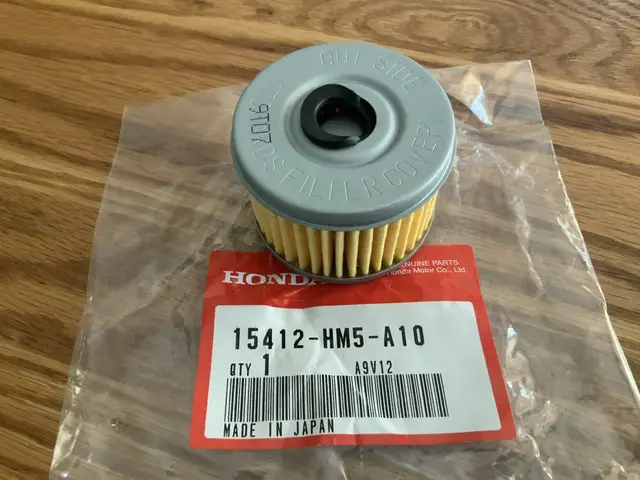 OUT SIDE
FILTER COVER
HONDA
GENUINE PARTS
Honda Motor Co., Ltd.
15412-HM5-A10
QTY 1 A9V12
MADE IN JAPAN